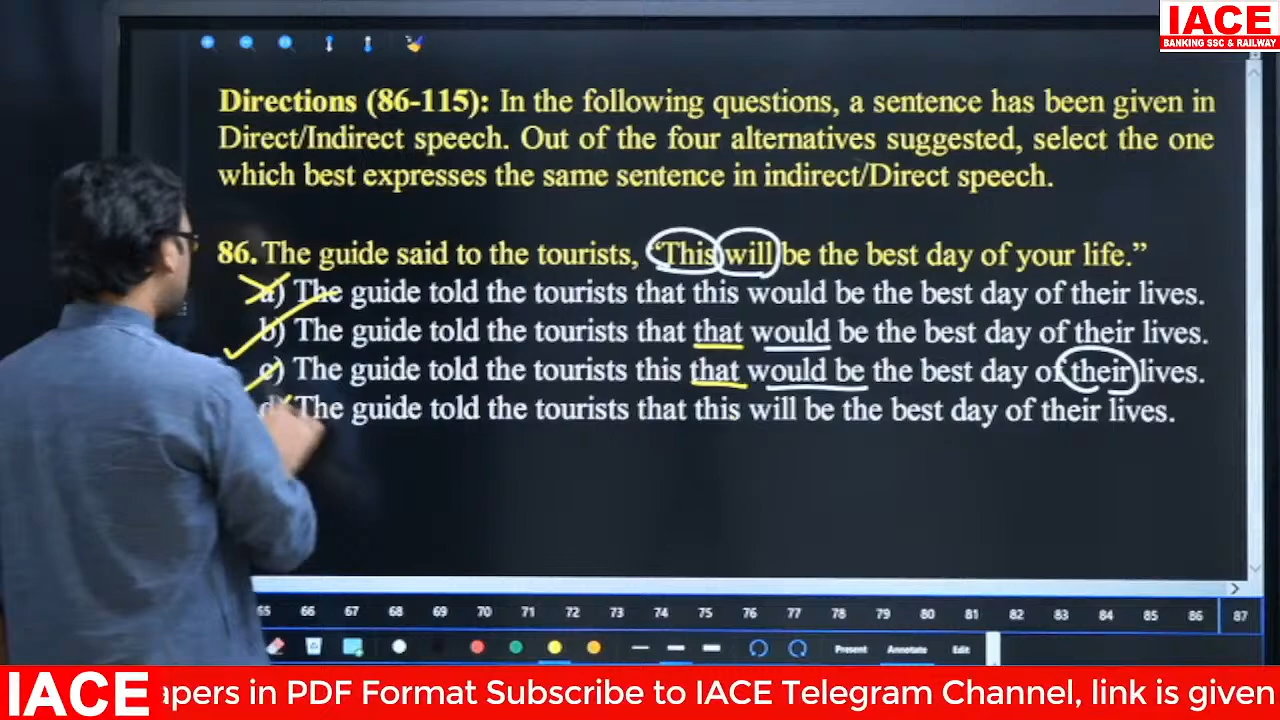 IACE
BANKING SSC & RAILWAY
Directions (86-115): In the following questions, a sentence has been given in
Direct/Indirect speech. Out of the four alternatives suggested, select the one
which best expresses the same sentence in indirect/Direct speech.
86. The guide said to the tourists, "This will be the best day of your life."
a) The guide told the tourists that this would be the best day of their lives.
b) The guide told the tourists that that would be the best day of their lives.
c) The guide told the tourists this that would be the best day of their lives.
d) The guide told the tourists that this will be the best day of their lives.
65 66 67 68 69 70 71 72 73 74 75 76 77 78 79 80 81 82 83 84 85 86 87
Present Annotate Edit
IACE apers in PDF Format Subscribe to IACE Telegram Channel, link is given